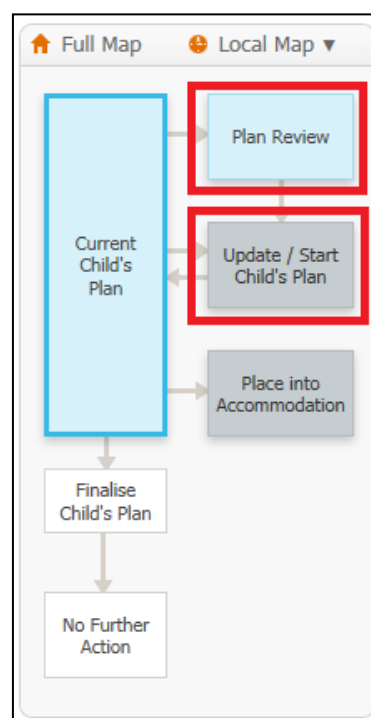 Full Map
Local Map ▼
Plan Review
Current
Child's
Plan
Update / Start
Child's Plan
Place into
Accommodation
Finalise
Child's Plan
No Further
Action